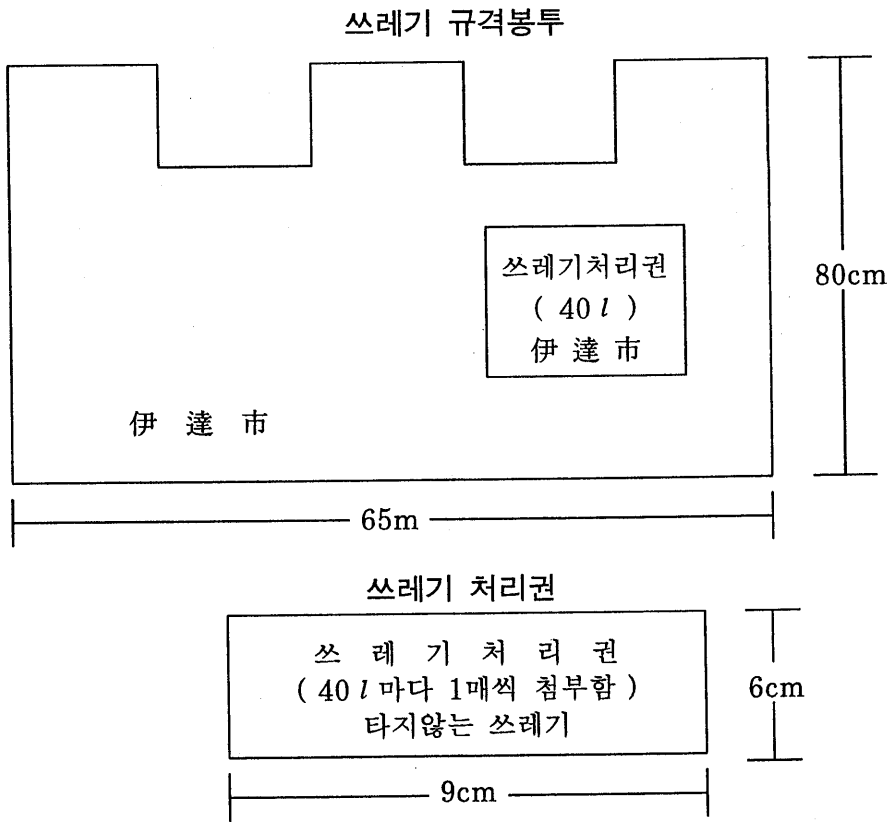 쓰레기 규격봉투
쓰레기처리권
( 40 l )
伊 達 市
80cm
伊 達 市
65m
쓰레기 처리권
쓰 레 기 처 리 권
( 40 l 마다 1매씩 첨부함 )
타지않는 쓰레기
6cm
9cm